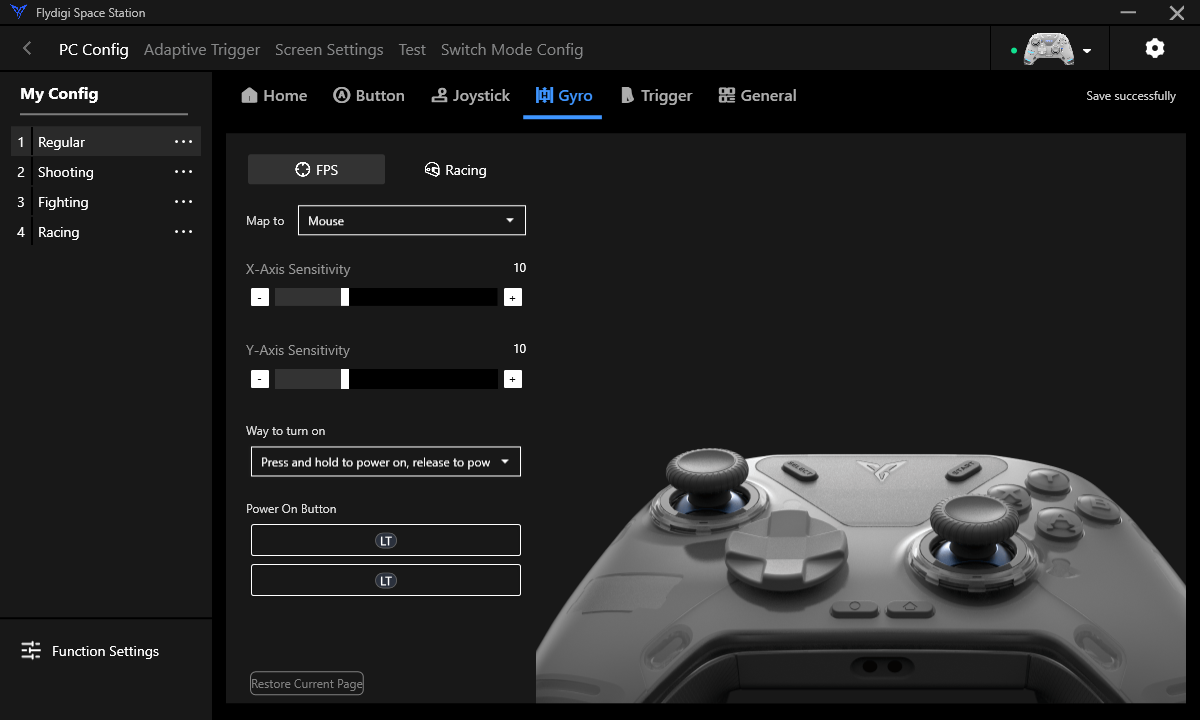 Flydigi Space Station
PC Config Adaptive Trigger Screen Settings Test Switch Mode Config
My Config
1 Regular ...
2 Shooting ...
3 Fighting ...
4 Racing ...
Function Settings
Home Button Joystick Gyro Trigger General
Save successfully
FPS Racing
Map to Mouse
X-Axis Sensitivity 10
- +
Y-Axis Sensitivity 10
- +
Way to turn on
Press and hold to power on, release to pow
Power On Button
LT
LT
Restore Current Page
SELECT START
X Y A B